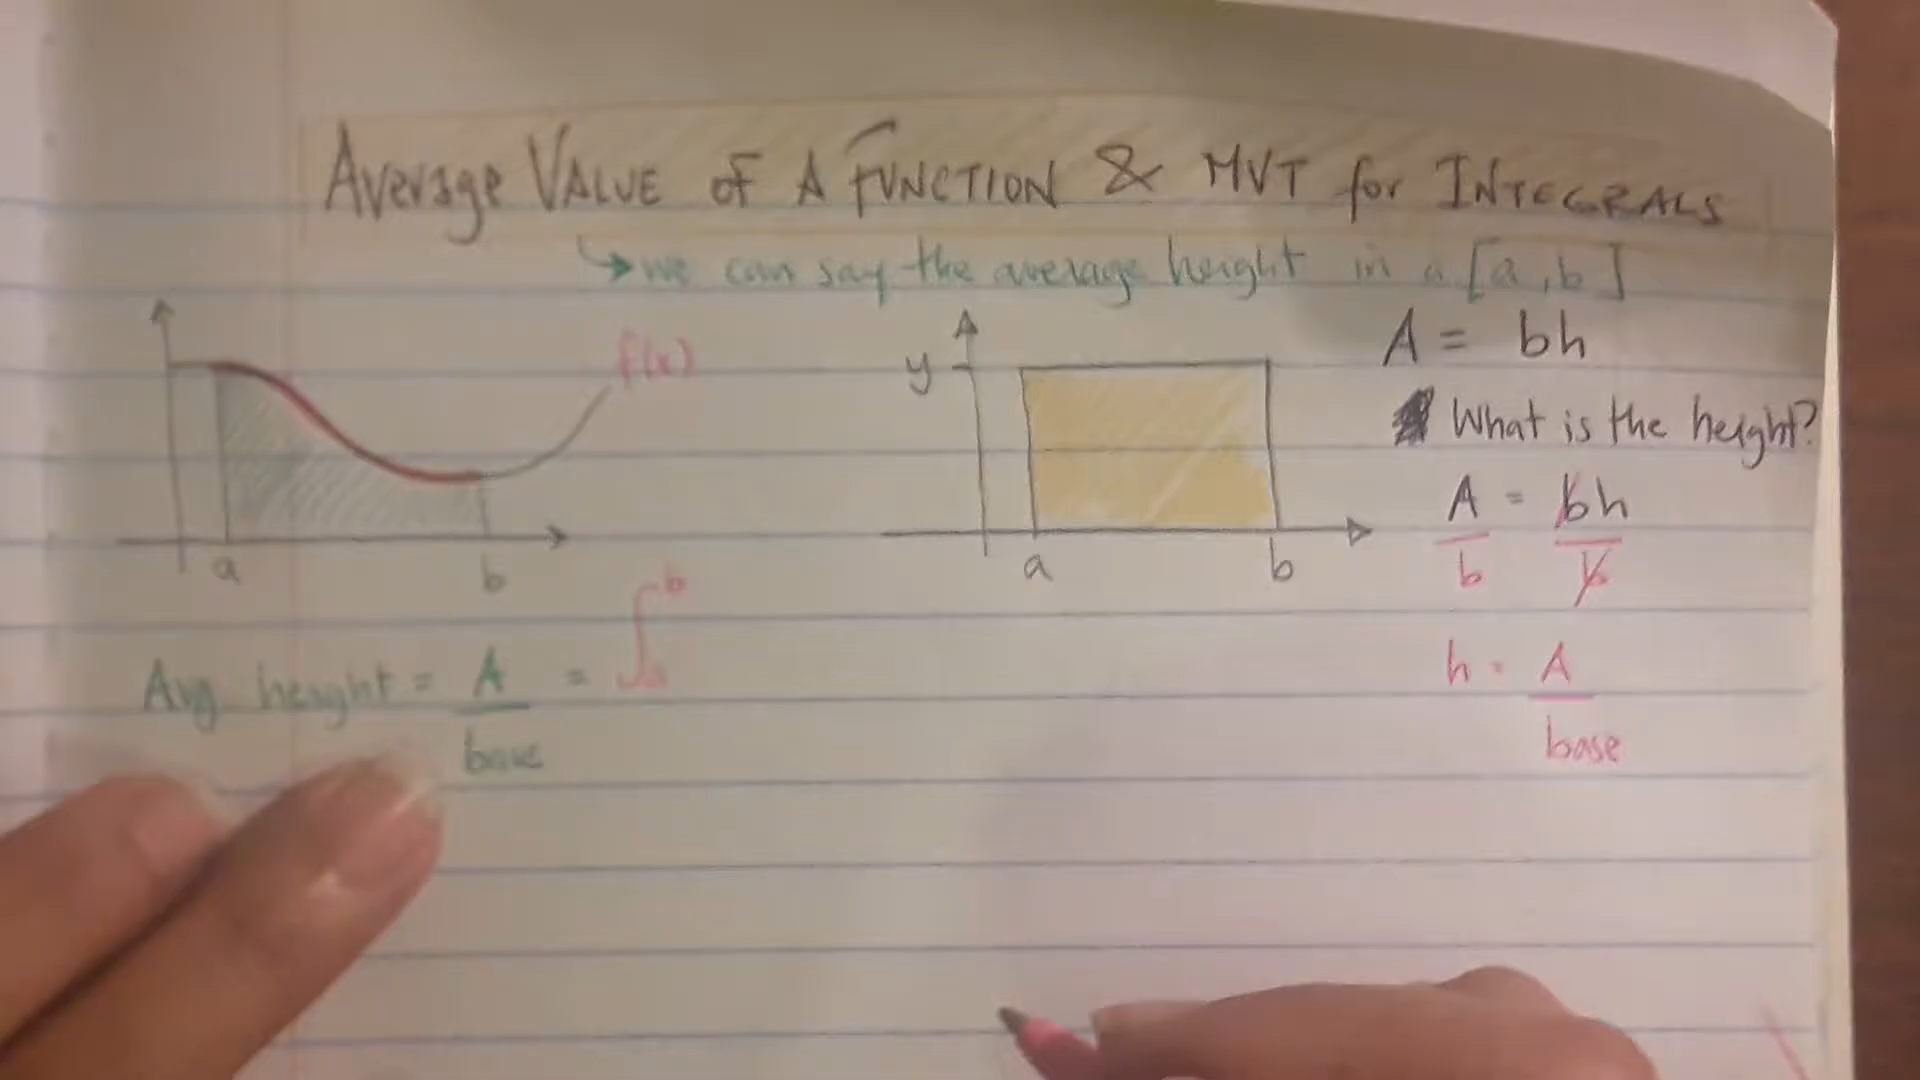 Average VALUE of A FUNCTION & MVT for INTEGRALS
↳ we can say the average height in a [a,b]
f(x)
a
b
y
a
b
A = bh
What is the height?
A = bh
b b
h = A
base
Avg height = A = ∫ b a
base